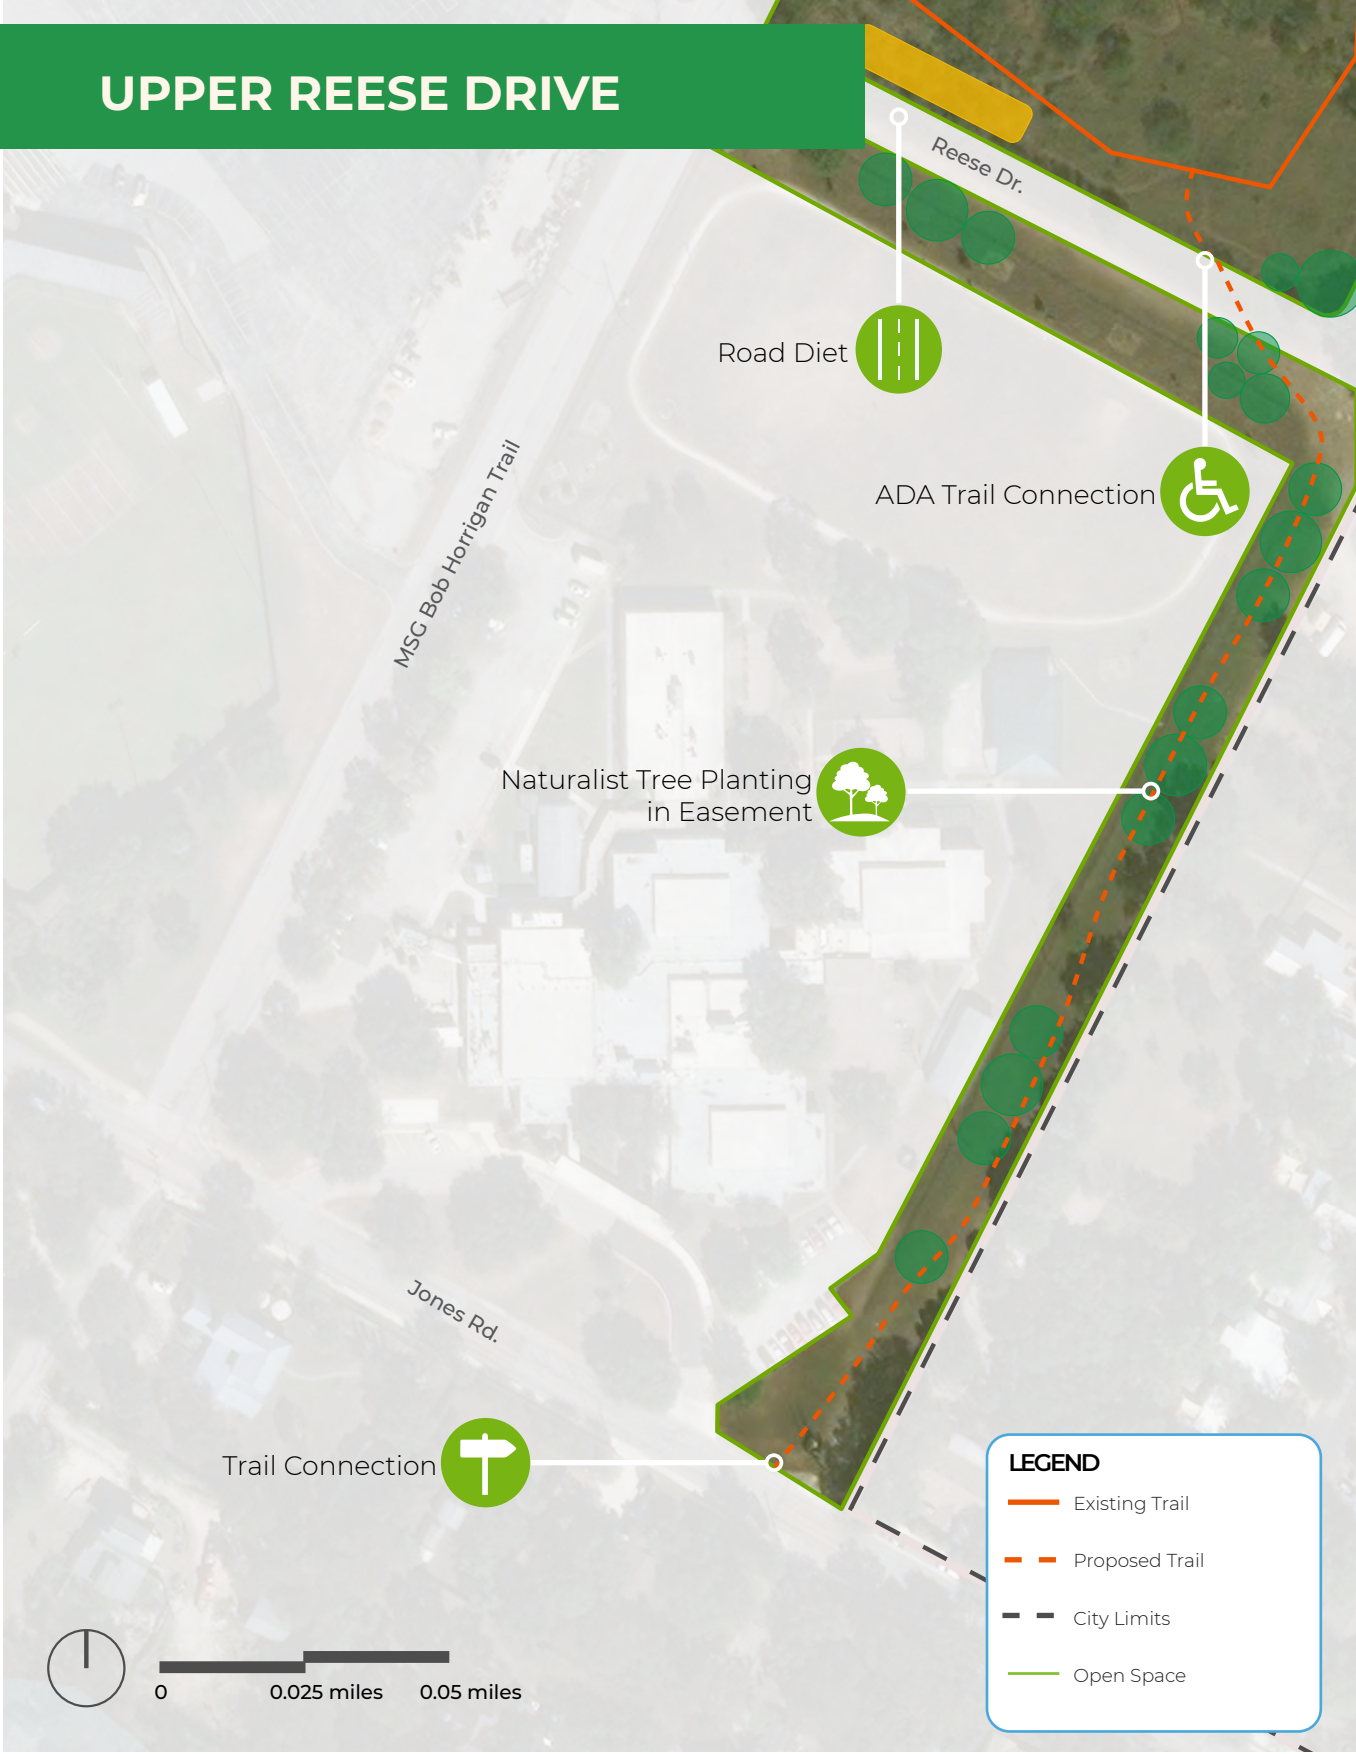 UPPER REESE DRIVE
Reese Dr.
Road Diet
MSG Bob Horrigan Trail
ADA Trail Connection
Naturalist Tree Planting
in Easement
Jones Rd.
Trail Connection
LEGEND
Existing Trail
Proposed Trail
City Limits
Open Space
0
0.025 miles
0.05 miles